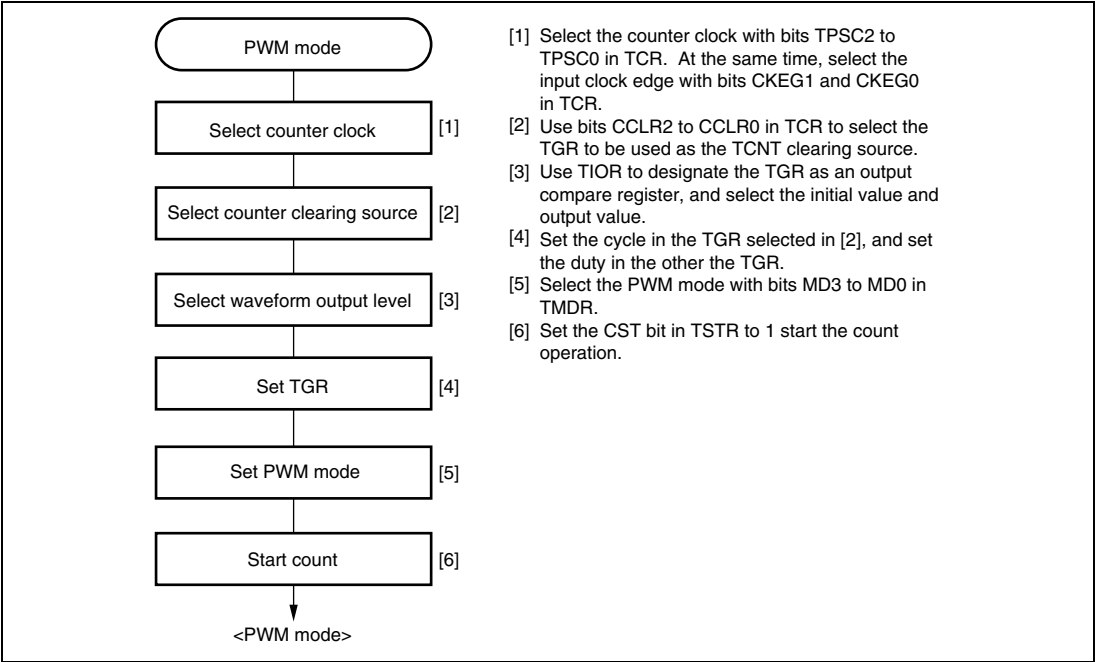 PWM mode
Select counter clock
[1]
Select counter clearing source
[2]
Select waveform output level
[3]
Set TGR
[4]
Set PWM mode
[5]
Start count
[6]
<PWM mode>
[1] Select the counter clock with bits TPSC2 to
TPSC0 in TCR. At the same time, select the
input clock edge with bits CKEG1 and CKEG0
in TCR.
[2] Use bits CCLR2 to CCLR0 in TCR to select the
TGR to be used as the TCNT clearing source.
[3] Use TIOR to designate the TGR as an output
compare register, and select the initial value and
output value.
[4] Set the cycle in the TGR selected in [2], and set
the duty in the other the TGR.
[5] Select the PWM mode with bits MD3 to MD0 in
TMDR.
[6] Set the CST bit in TSTR to 1 start the count
operation.